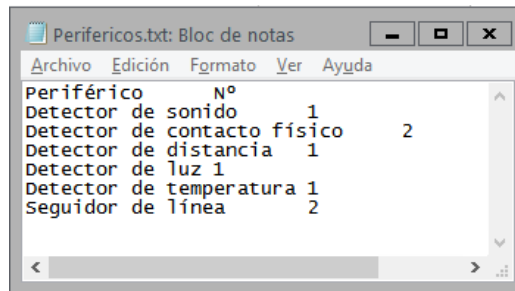 Perifericos.txt: Bloc de notas
Archivo Edición Formato Ver Ayuda
Periférico Nº
Detector de sonido 1
Detector de contacto físico 2
Detector de distancia 1
Detector de luz 1
Detector de temperatura 1
Seguidor de línea 2